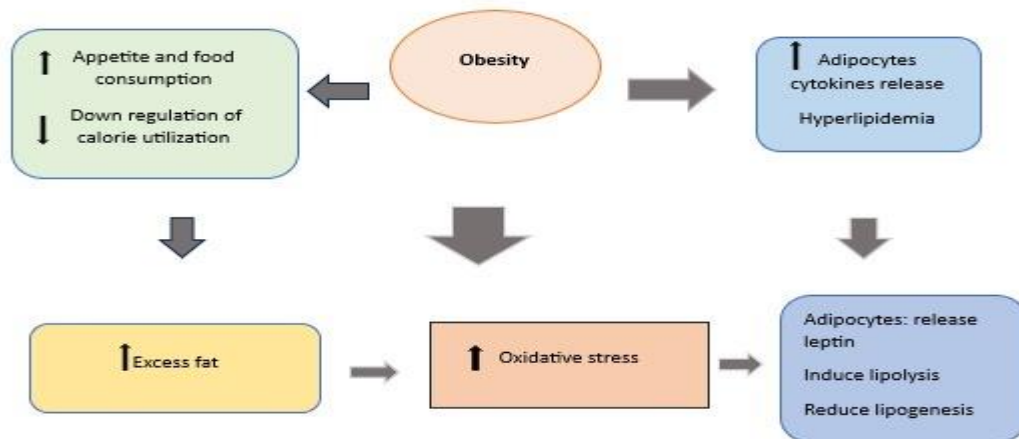 Appetite and food
consumption
Down regulation of
calorie utilization
Obesity
Adipocytes
cytokines release
Hyperlipidemia
Excess fat
Oxidative stress
Adipocytes: release
leptin
Induce lipolysis
Reduce lipogenesis